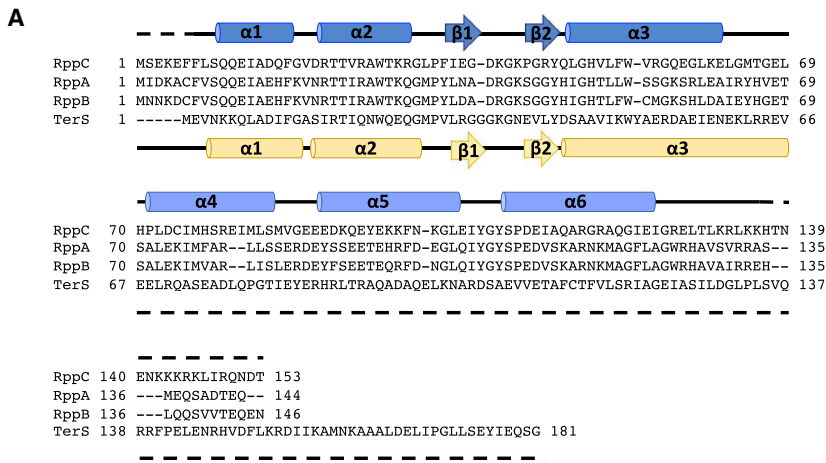 A
α1 α2 β1 β2 α3
RppC 1 MSEKEFFLSQQEIADQFGVDRTTVRAWTKRGLPFIEG-DKGKPGRYQLGHVLFW-VRGQEGLKELGMTGEL 69
RppA 1 MIDKACFVSQQEIAEHFKVNRTTIRAWTKQGMPYLNA-DRGKSGGYHIGHTLLW-SSGKSRLEAIRYHVET 69
RppB 1 MNNKDCFVSQQEIAEHFKVNRTTIRAWTKQGMPYLDA-DRGKSGGYHIGHTLFW-CMGKSHLDAIEYHGET 69
TerS 1 -----MEVNKKQLADIFGASIRTIQNWQEQGMPVLRGGGKGNEVLYDSAAVIKWYAERDAEIENEKLRREV 66
α1 α2 β1 β2 α3
α4 α5 α6
RppC 70 HPLDCIMHSREIMLSMVGEEEDKQEYEKKFN-KGLEIYGYSPDEIAQARGRAQGIEIGRELTLKRLKKHTN 139
RppA 70 SALEKIMFAR--LLSSERDEYSSEETEHRFD-EGLQIYGYSPEDVSKARNKMAGFLAGWRHAVSVRRAS-- 135
RppB 70 SALEKIMVAR--LISLERDEYFSEETEQRFD-NGLQIYGYSPEDVSKARNKMAGFLAGWRHAVAIRREH-- 135
TerS 67 EELRQASEADLQPGTIEYERHRLTRAQADAQELKNARDSAEVVETAFCTFVLSRIAGEIASILDGLPLSVQ 137
RppC 140 ENKKKRKLIRQNDT 153
RppA 136 ---MEQSADTEQ-- 144
RppB 136 ---LQQSVVTEQEN 146
TerS 138 RRFPELENRHVDFLKRDIIKAMNKAAALDELIPGLLSEYIEQSG 181